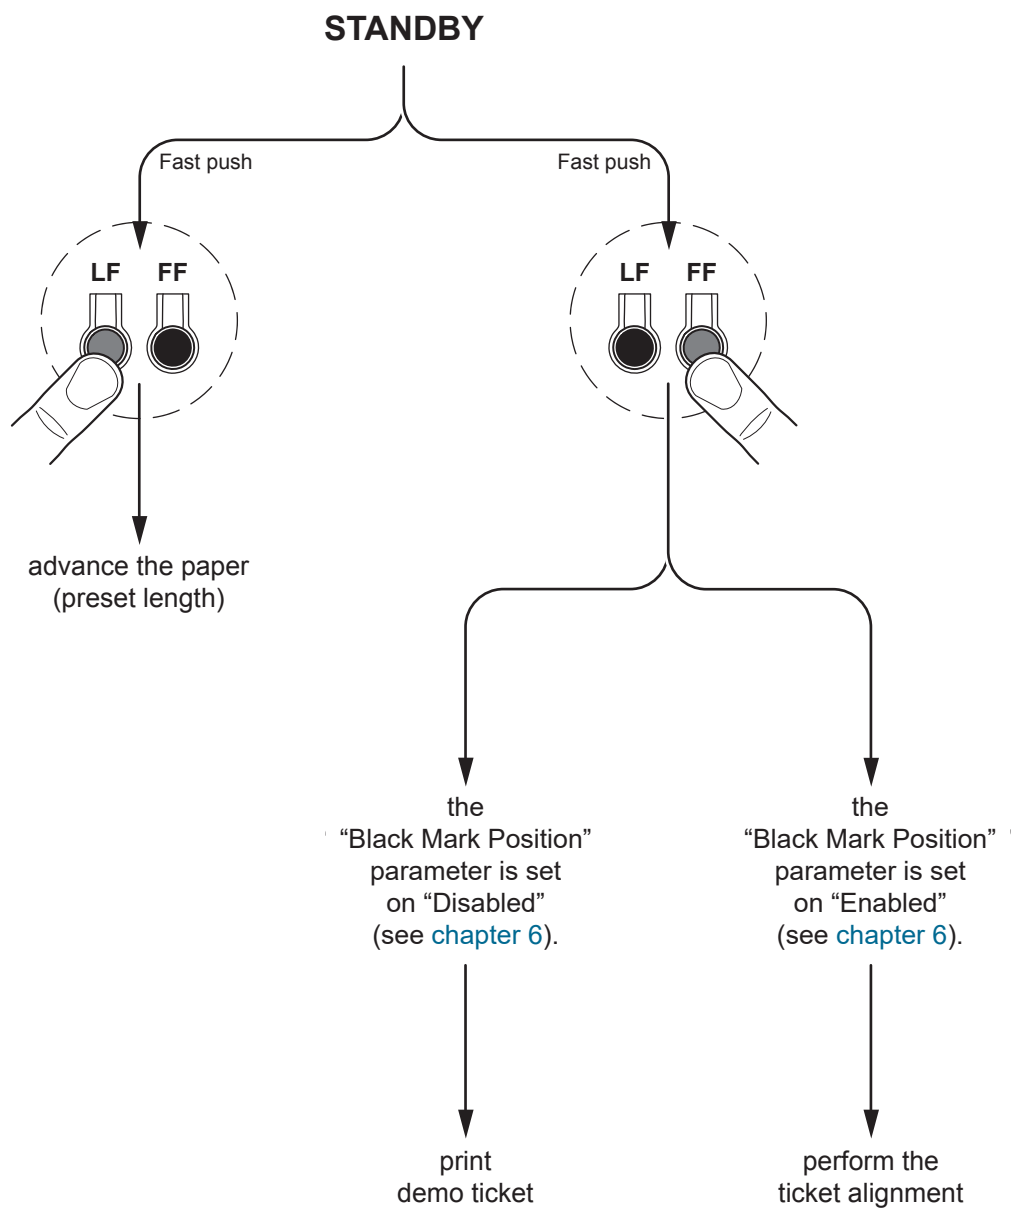 STANDBY
Fast push
Fast push
LF FF
LF FF
advance the paper
(preset length)
the
“Black Mark Position”
parameter is set
on “Disabled”
(see chapter 6).
the
“Black Mark Position”
parameter is set
on “Enabled”
(see chapter 6).
print
demo ticket
perform the
ticket alignment